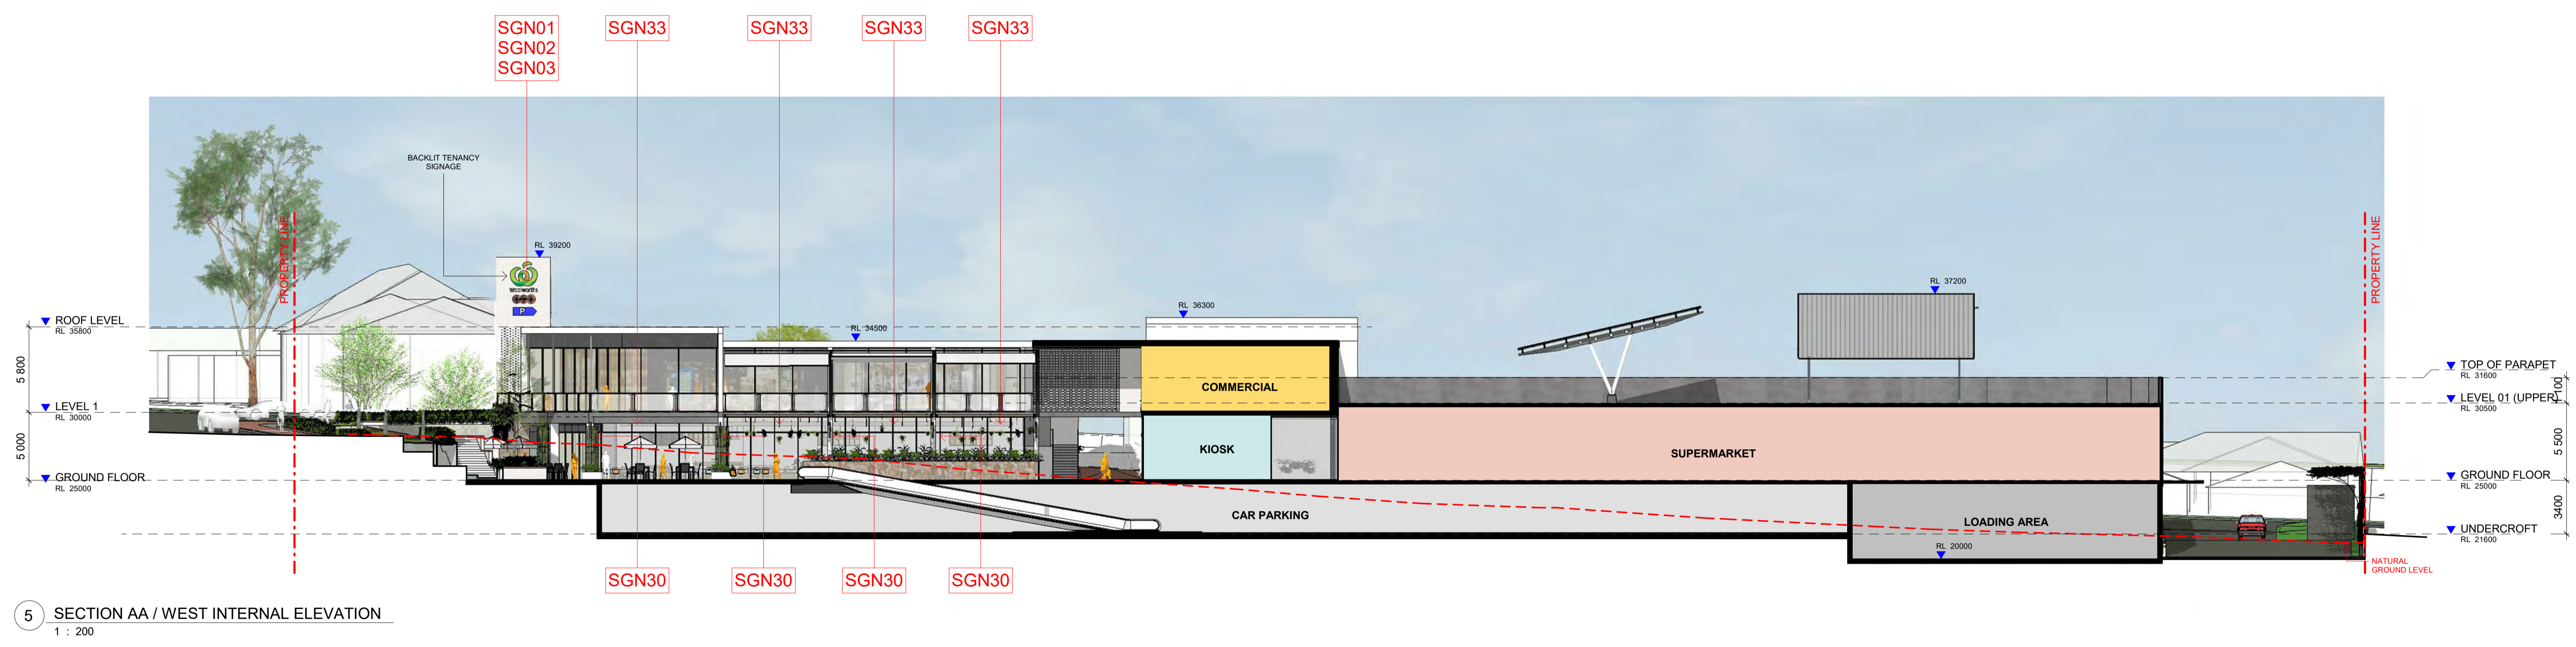 SGN01
SGN02
SGN03
SGN33
SGN33
SGN33
SGN33
BACKLIT TENANCY
SIGNAGE
PROPERTY LINE
PROPERTY LINE
RL 39200
woolworths
P
RL 37200
RL 36300
RL 34500
ROOF LEVEL
RL 35800
5 800
LEVEL 1
RL 30000
5 000
GROUND FLOOR
RL 25000
COMMERCIAL
KIOSK
SUPERMARKET
CAR PARKING
LOADING AREA
RL 20000
TOP OF PARAPET
RL 31600
1 100
LEVEL 01 (UPPER)
RL 30500
5 500
GROUND FLOOR
RL 25000
3400
UNDERCROFT
RL 21600
NATURAL
GROUND LEVEL
SGN30
SGN30
SGN30
SGN30
5 SECTION AA / WEST INTERNAL ELEVATION
1 : 200